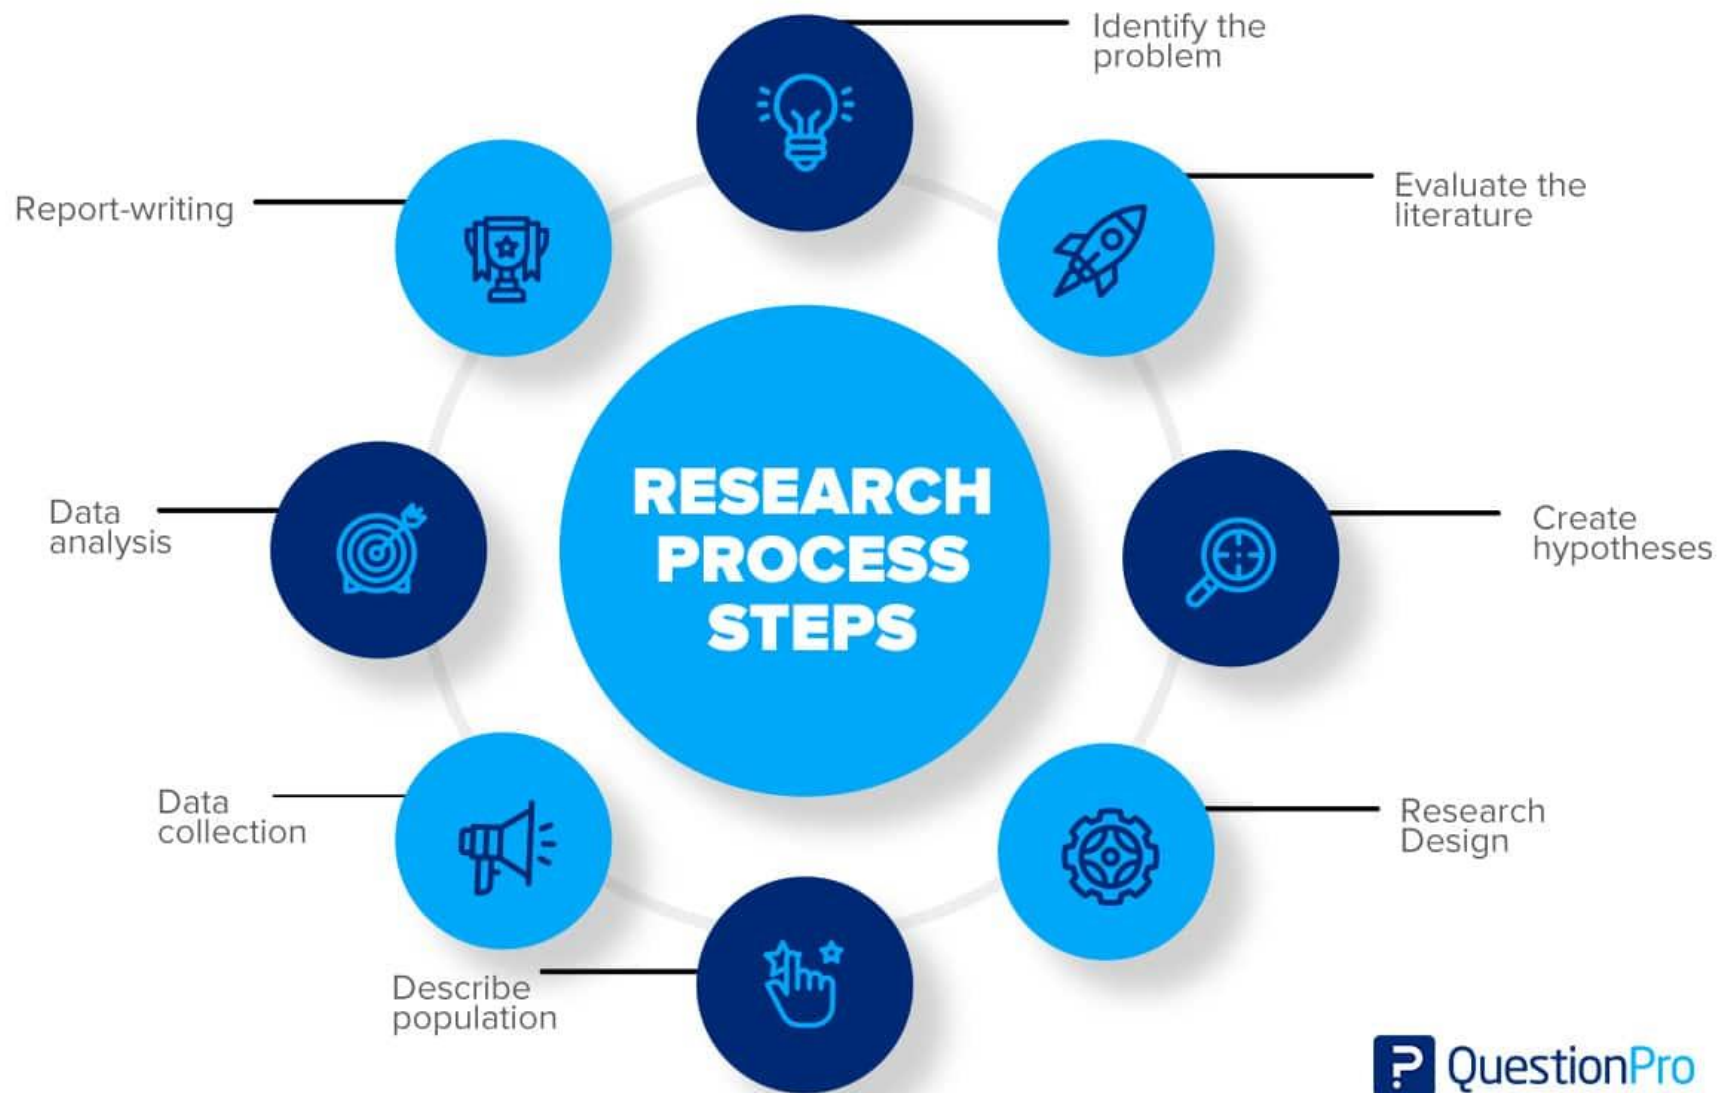 Identify the
problem
Evaluate the
literature
Create
hypotheses
Research
Design
Describe
population
Data
collection
Data
analysis
Report-writing
RESEARCH
PROCESS
STEPS
QuestionPro